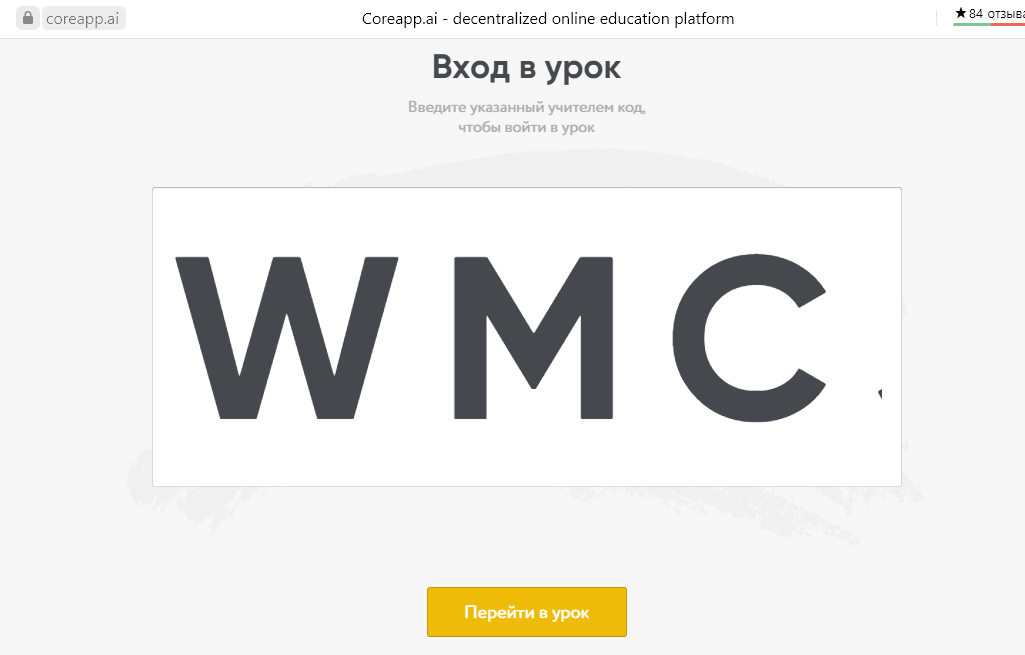 coreapp.ai
Coreapp.ai - decentralized online education platform
★84
Вход в урок
Введите указанный учителем код,
чтобы войти в урок
WMC
Перейти в урок